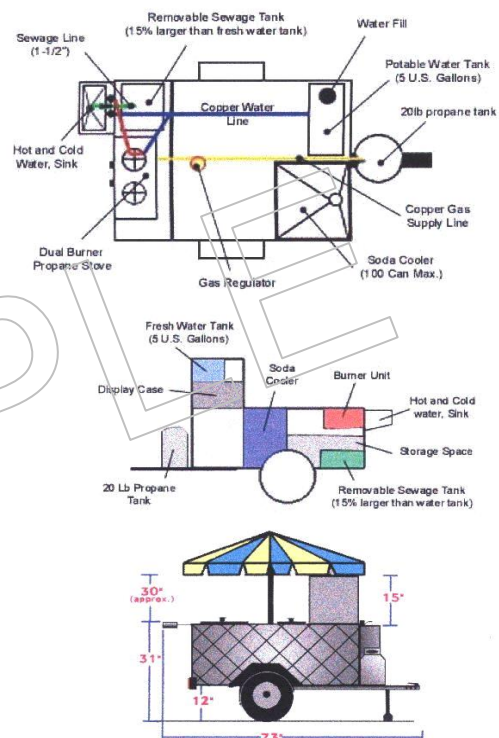 Removable Sewage Tank
(15% larger than fresh water tank)
Water Fill
Sewage Line
(1-1/2")
Potable Water Tank
(5 U.S. Gallons)
Copper Water
Line
20lb propane tank
Hot and Cold
Water, Sink
Copper Gas
Supply Line
Dual Burner
Propane Stove
Soda Cooler
(100 Can Max.)
Gas Regulator
PLE
Fresh Water Tank
(5 U.S. Gallons)
Soda
Cooler
Burner Unit
Display Case
Hot and Cold
water, Sink
Storage Space
20 Lb Propane
Tank
Removable Sewage Tank
(15% larger than water tank)
30"
(approx.)
15"
31"
12"
73"